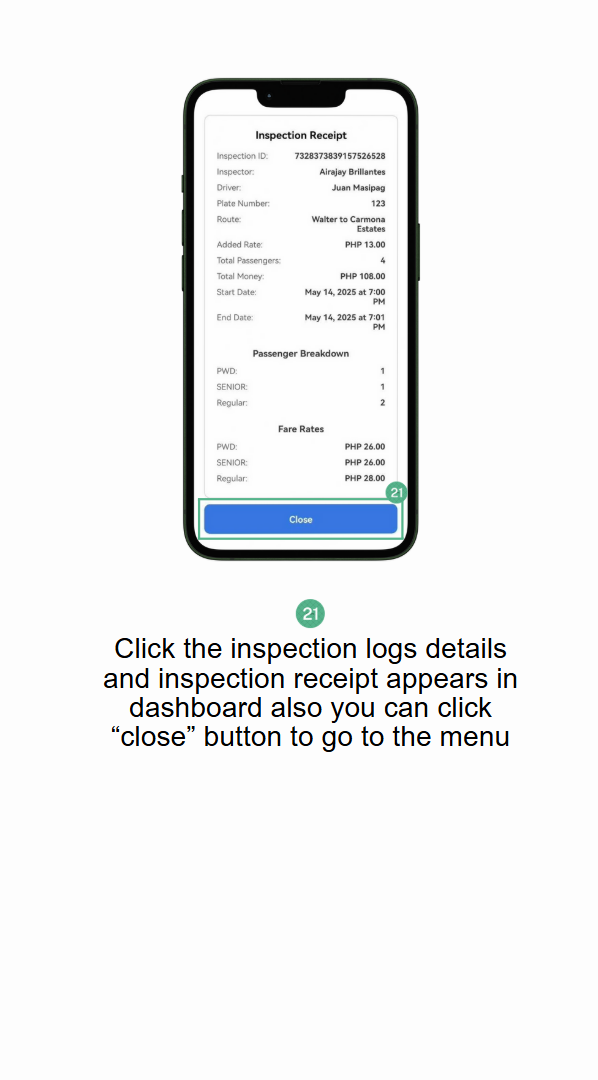 Inspection Receipt
Inspection ID: 7328373839157526528
Inspector: Airajay Brillantes
Driver: Juan Masipag
Plate Number: 123
Route: Walter to Carmona
Estates
Added Rate: PHP 13.00
Total Passengers: 4
Total Money: PHP 108.00
Start Date: May 14, 2025 at 7:00
PM
End Date: May 14, 2025 at 7:01
PM
Passenger Breakdown
PWD: 1
SENIOR: 1
Regular: 2
Fare Rates
PWD: PHP 26.00
SENIOR: PHP 26.00
Regular: PHP 28.00
21
Close
21
Click the inspection logs details
and inspection receipt appears in
dashboard also you can click
“close” button to go to the menu